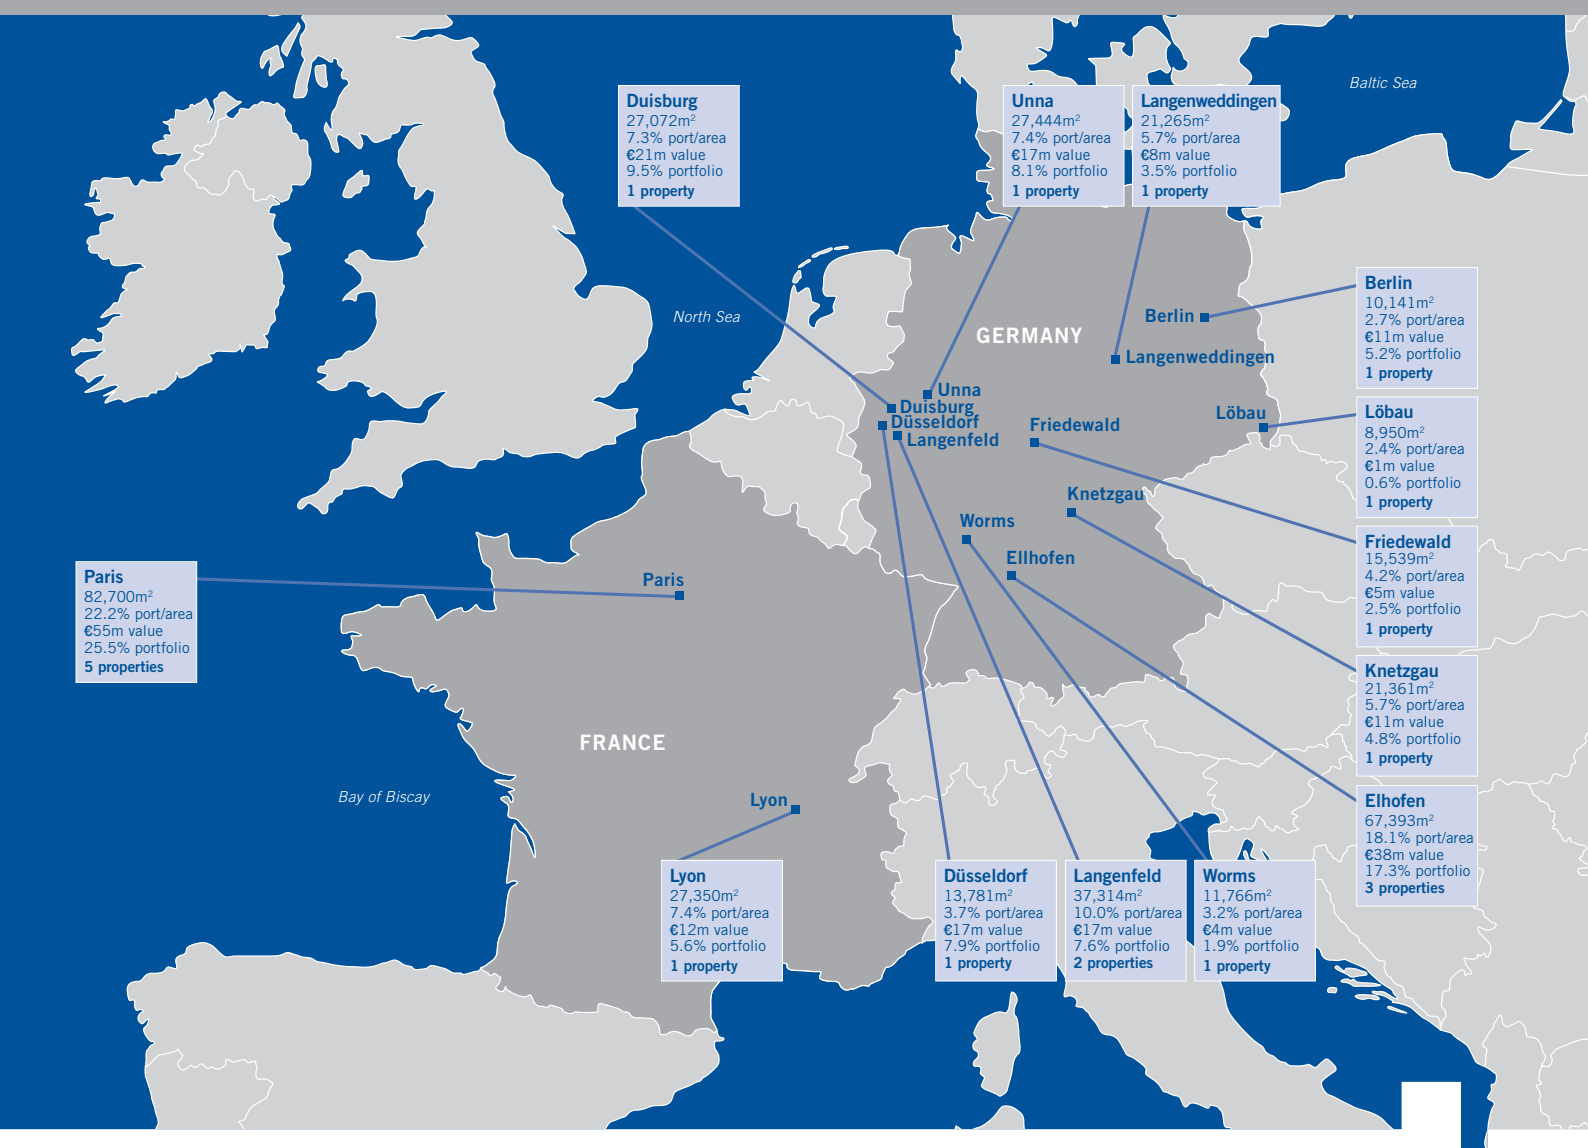 Baltic Sea
Duisburg
27,072m²
7.3% port/area
€21m value
9.5% portfolio
1 property
Unna
27,444m²
7.4% port/area
€17m value
8.1% portfolio
1 property
Langenweddingen
21,265m²
5.7% port/area
€8m value
3.5% portfolio
1 property
Berlin
10,141m²
2.7% port/area
€11m value
5.2% portfolio
1 property
North Sea
GERMANY
Berlin
Langenweddingen
Unna
Duisburg
Düsseldorf
Langenfeld
Friedewald
Löbau
Löbau
8,950m²
2.4% port/area
€1m value
0.6% portfolio
1 property
Knetzgau
Worms
Ellhofen
Friedewald
15,539m²
4.2% port/area
€5m value
2.5% portfolio
1 property
Paris
82,700m²
22.2% port/area
€55m value
25.5% portfolio
5 properties
Paris
Knetzgau
21,361m²
5.7% port/area
€11m value
4.8% portfolio
1 property
FRANCE
Bay of Biscay
Lyon
Elhofen
67,393m²
18.1% port/area
€38m value
17.3% portfolio
3 properties
Lyon
27,350m²
7.4% port/area
€12m value
5.6% portfolio
1 property
Düsseldorf
13,781m²
3.7% port/area
€17m value
7.9% portfolio
1 property
Langenfeld
37,314m²
10.0% port/area
€17m value
7.6% portfolio
2 properties
Worms
11,766m²
3.2% port/area
€4m value
1.9% portfolio
1 property